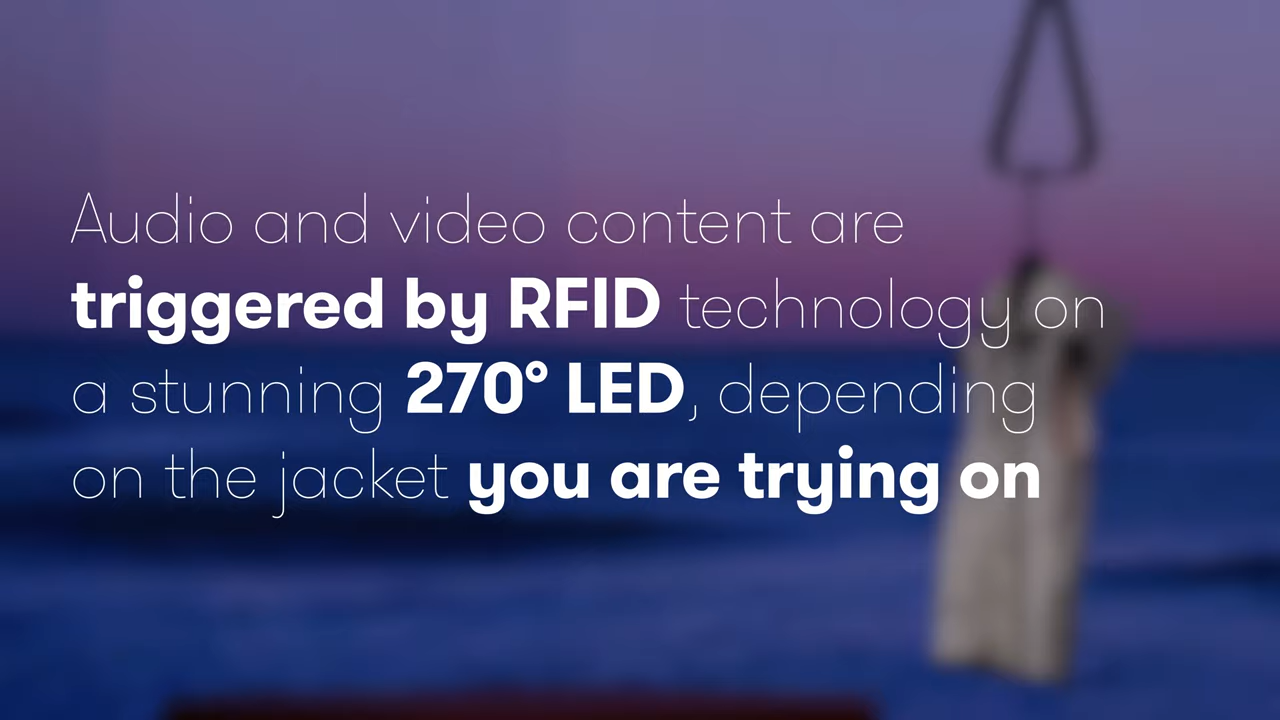 Audio and video content are
triggered by RFID technology on
a stunning 270° LED, depending
on the jacket you are trying on